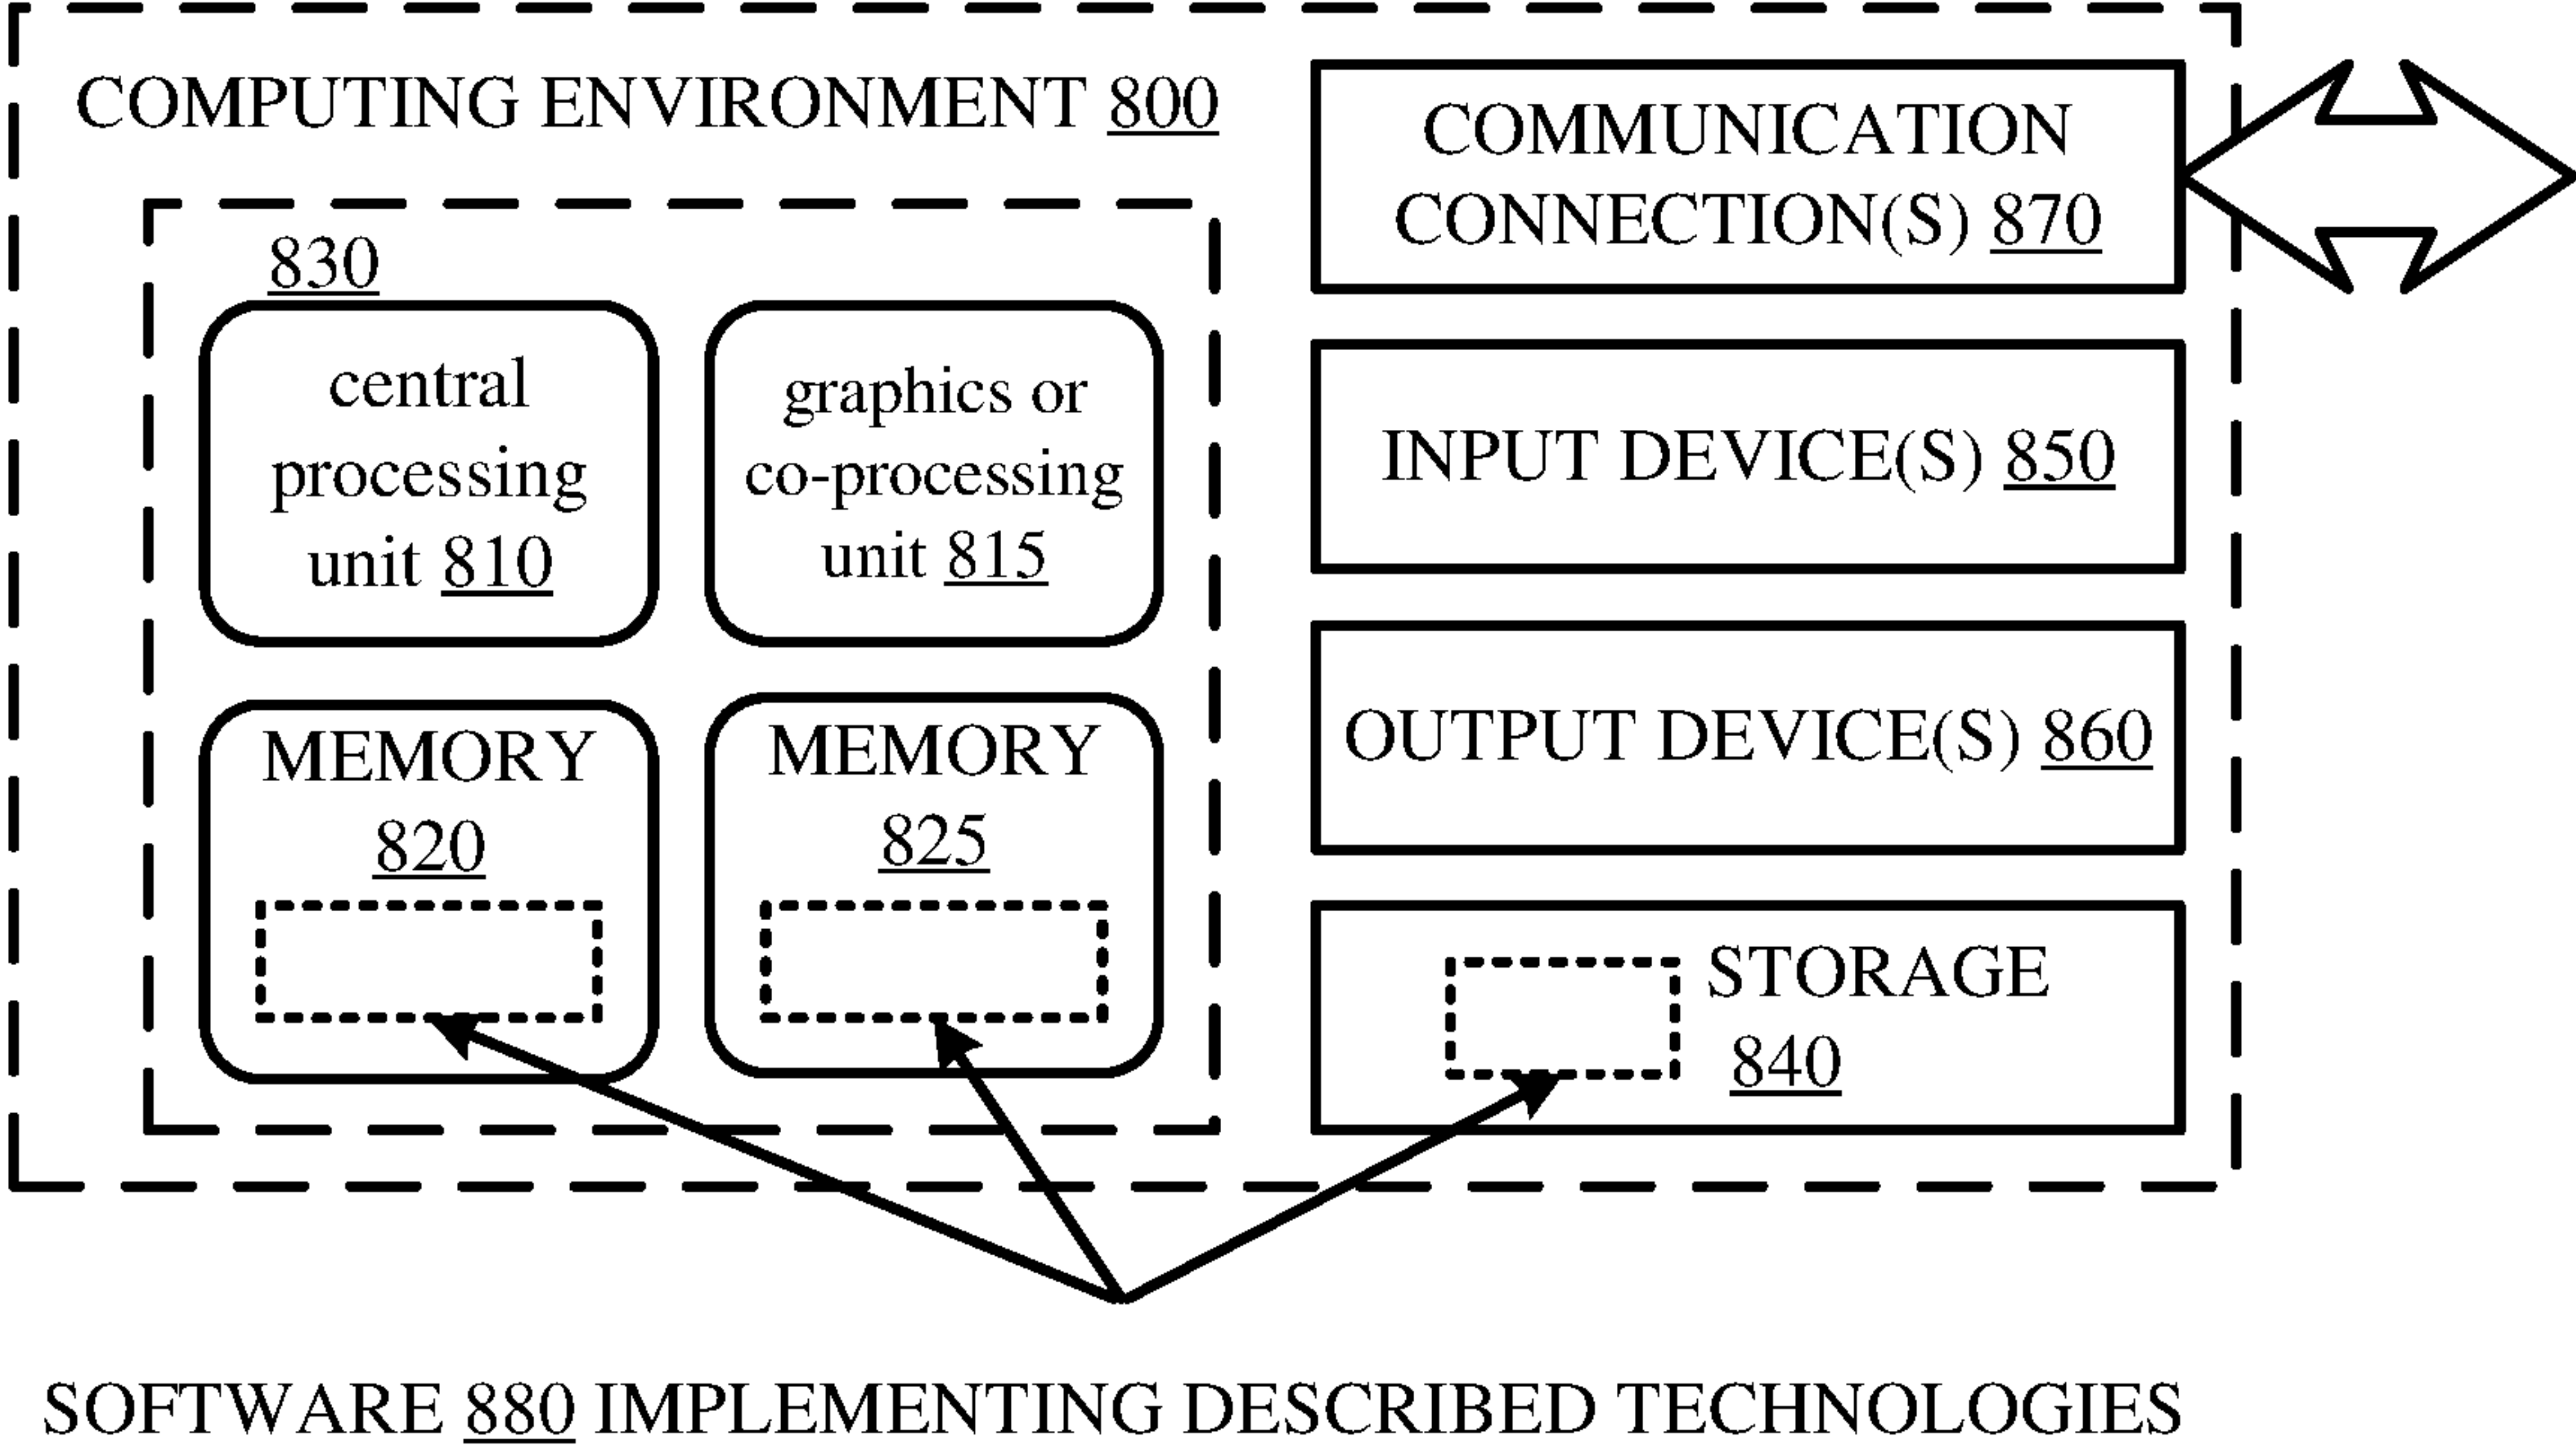 COMPUTING ENVIRONMENT 800
830
central
processing
unit 810
graphics or
co-processing
unit 815
MEMORY
820
MEMORY
825
COMMUNICATION
CONNECTION(S) 870
INPUT DEVICE(S) 850
OUTPUT DEVICE(S) 860
STORAGE
840
SOFTWARE 880 IMPLEMENTING DESCRIBED TECHNOLOGIES